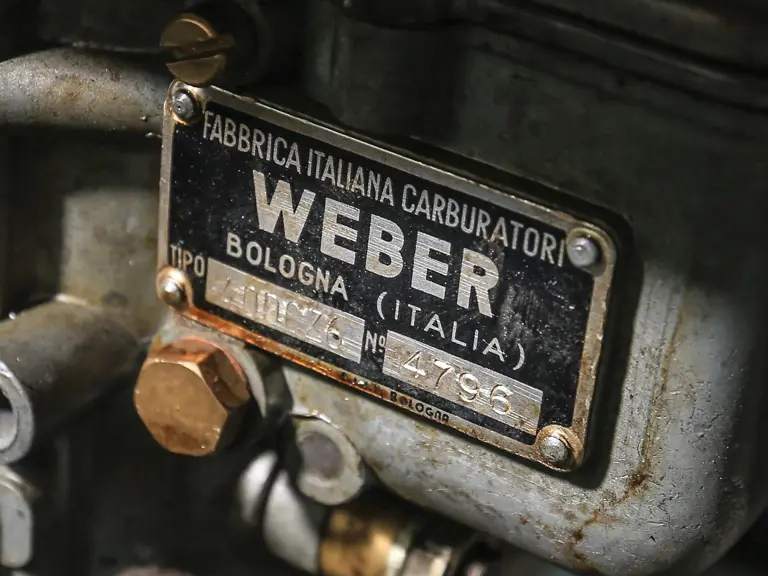 FABBRICA ITALIANA CARBURATORI
WEBER
BOLOGNA (ITALIA)
TIPO Nº 4796
BOLOGNA